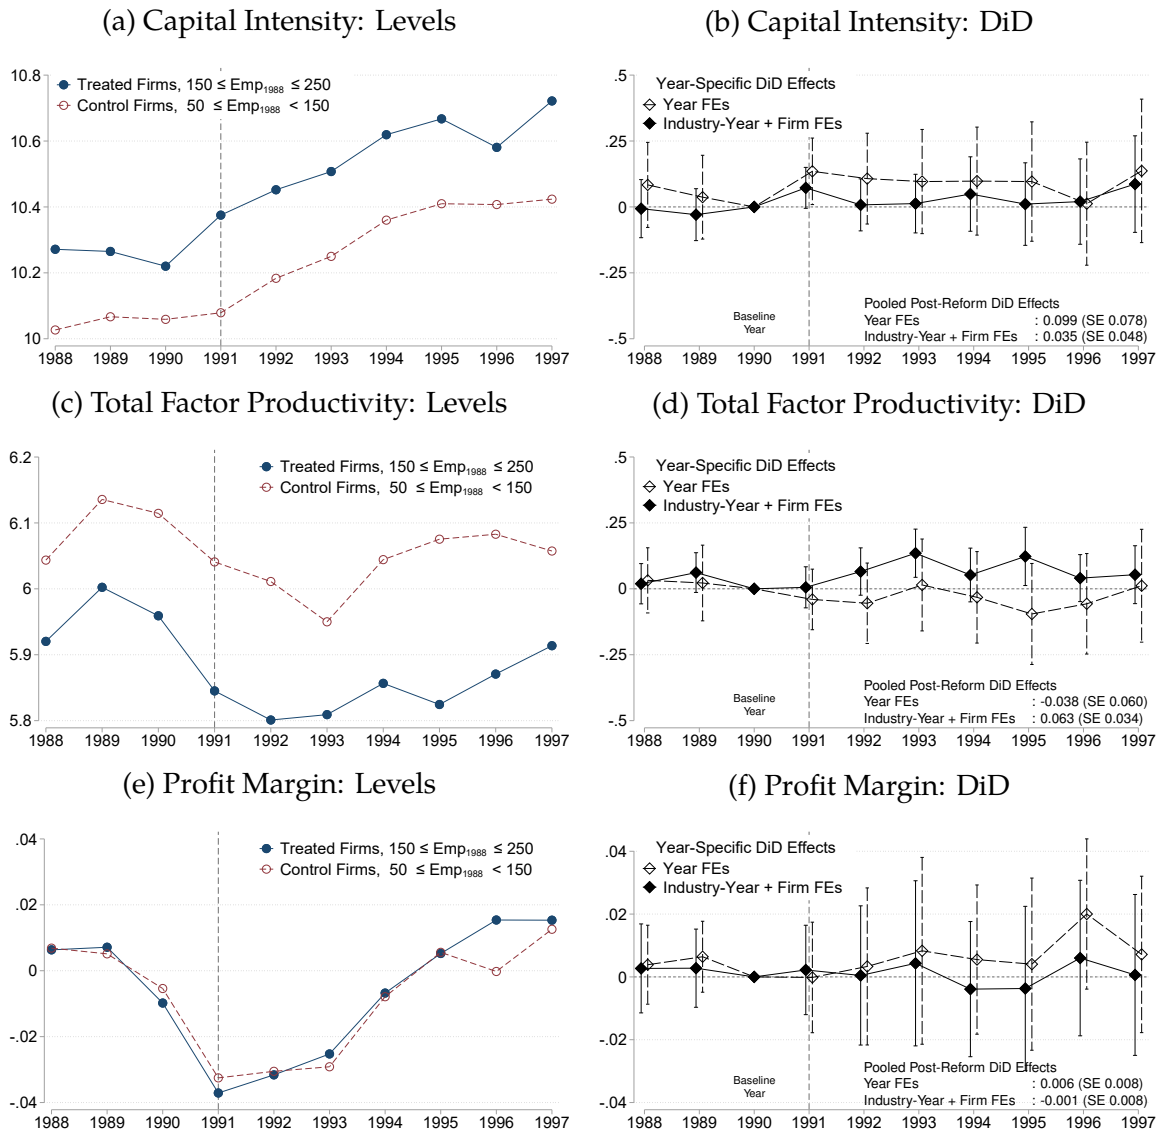 (a) Capital Intensity: Levels
10.8
10.6
10.4
10.2
10
Treated Firms, 150 ≤ Emp1988 ≤ 250
Control Firms, 50 ≤ Emp1988 < 150
1988 1989 1990 1991 1992 1993 1994 1995 1996 1997
(b) Capital Intensity: DiD
.5
.25
0
-.25
-.5
Year-Specific DiD Effects
Year FEs
Industry-Year + Firm FEs
Baseline
Year
Pooled Post-Reform DiD Effects
Year FEs : 0.099 (SE 0.078)
Industry-Year + Firm FEs : 0.035 (SE 0.048)
1988 1989 1990 1991 1992 1993 1994 1995 1996 1997
(c) Total Factor Productivity: Levels
6.2
6.1
6
5.9
5.8
Treated Firms, 150 ≤ Emp1988 ≤ 250
Control Firms, 50 ≤ Emp1988 < 150
1988 1989 1990 1991 1992 1993 1994 1995 1996 1997
(d) Total Factor Productivity: DiD
.5
.25
0
-.25
-.5
Year-Specific DiD Effects
Year FEs
Industry-Year + Firm FEs
Baseline
Year
Pooled Post-Reform DiD Effects
Year FEs : -0.038 (SE 0.060)
Industry-Year + Firm FEs : 0.063 (SE 0.034)
1988 1989 1990 1991 1992 1993 1994 1995 1996 1997
(e) Profit Margin: Levels
.04
.02
0
-.02
-.04
Treated Firms, 150 ≤ Emp1988 ≤ 250
Control Firms, 50 ≤ Emp1988 < 150
1988 1989 1990 1991 1992 1993 1994 1995 1996 1997
(f) Profit Margin: DiD
.04
.02
0
-.02
-.04
Year-Specific DiD Effects
Year FEs
Industry-Year + Firm FEs
Baseline
Year
Pooled Post-Reform DiD Effects
Year FEs : 0.006 (SE 0.008)
Industry-Year + Firm FEs : -0.001 (SE 0.008)
1988 1989 1990 1991 1992 1993 1994 1995 1996 1997